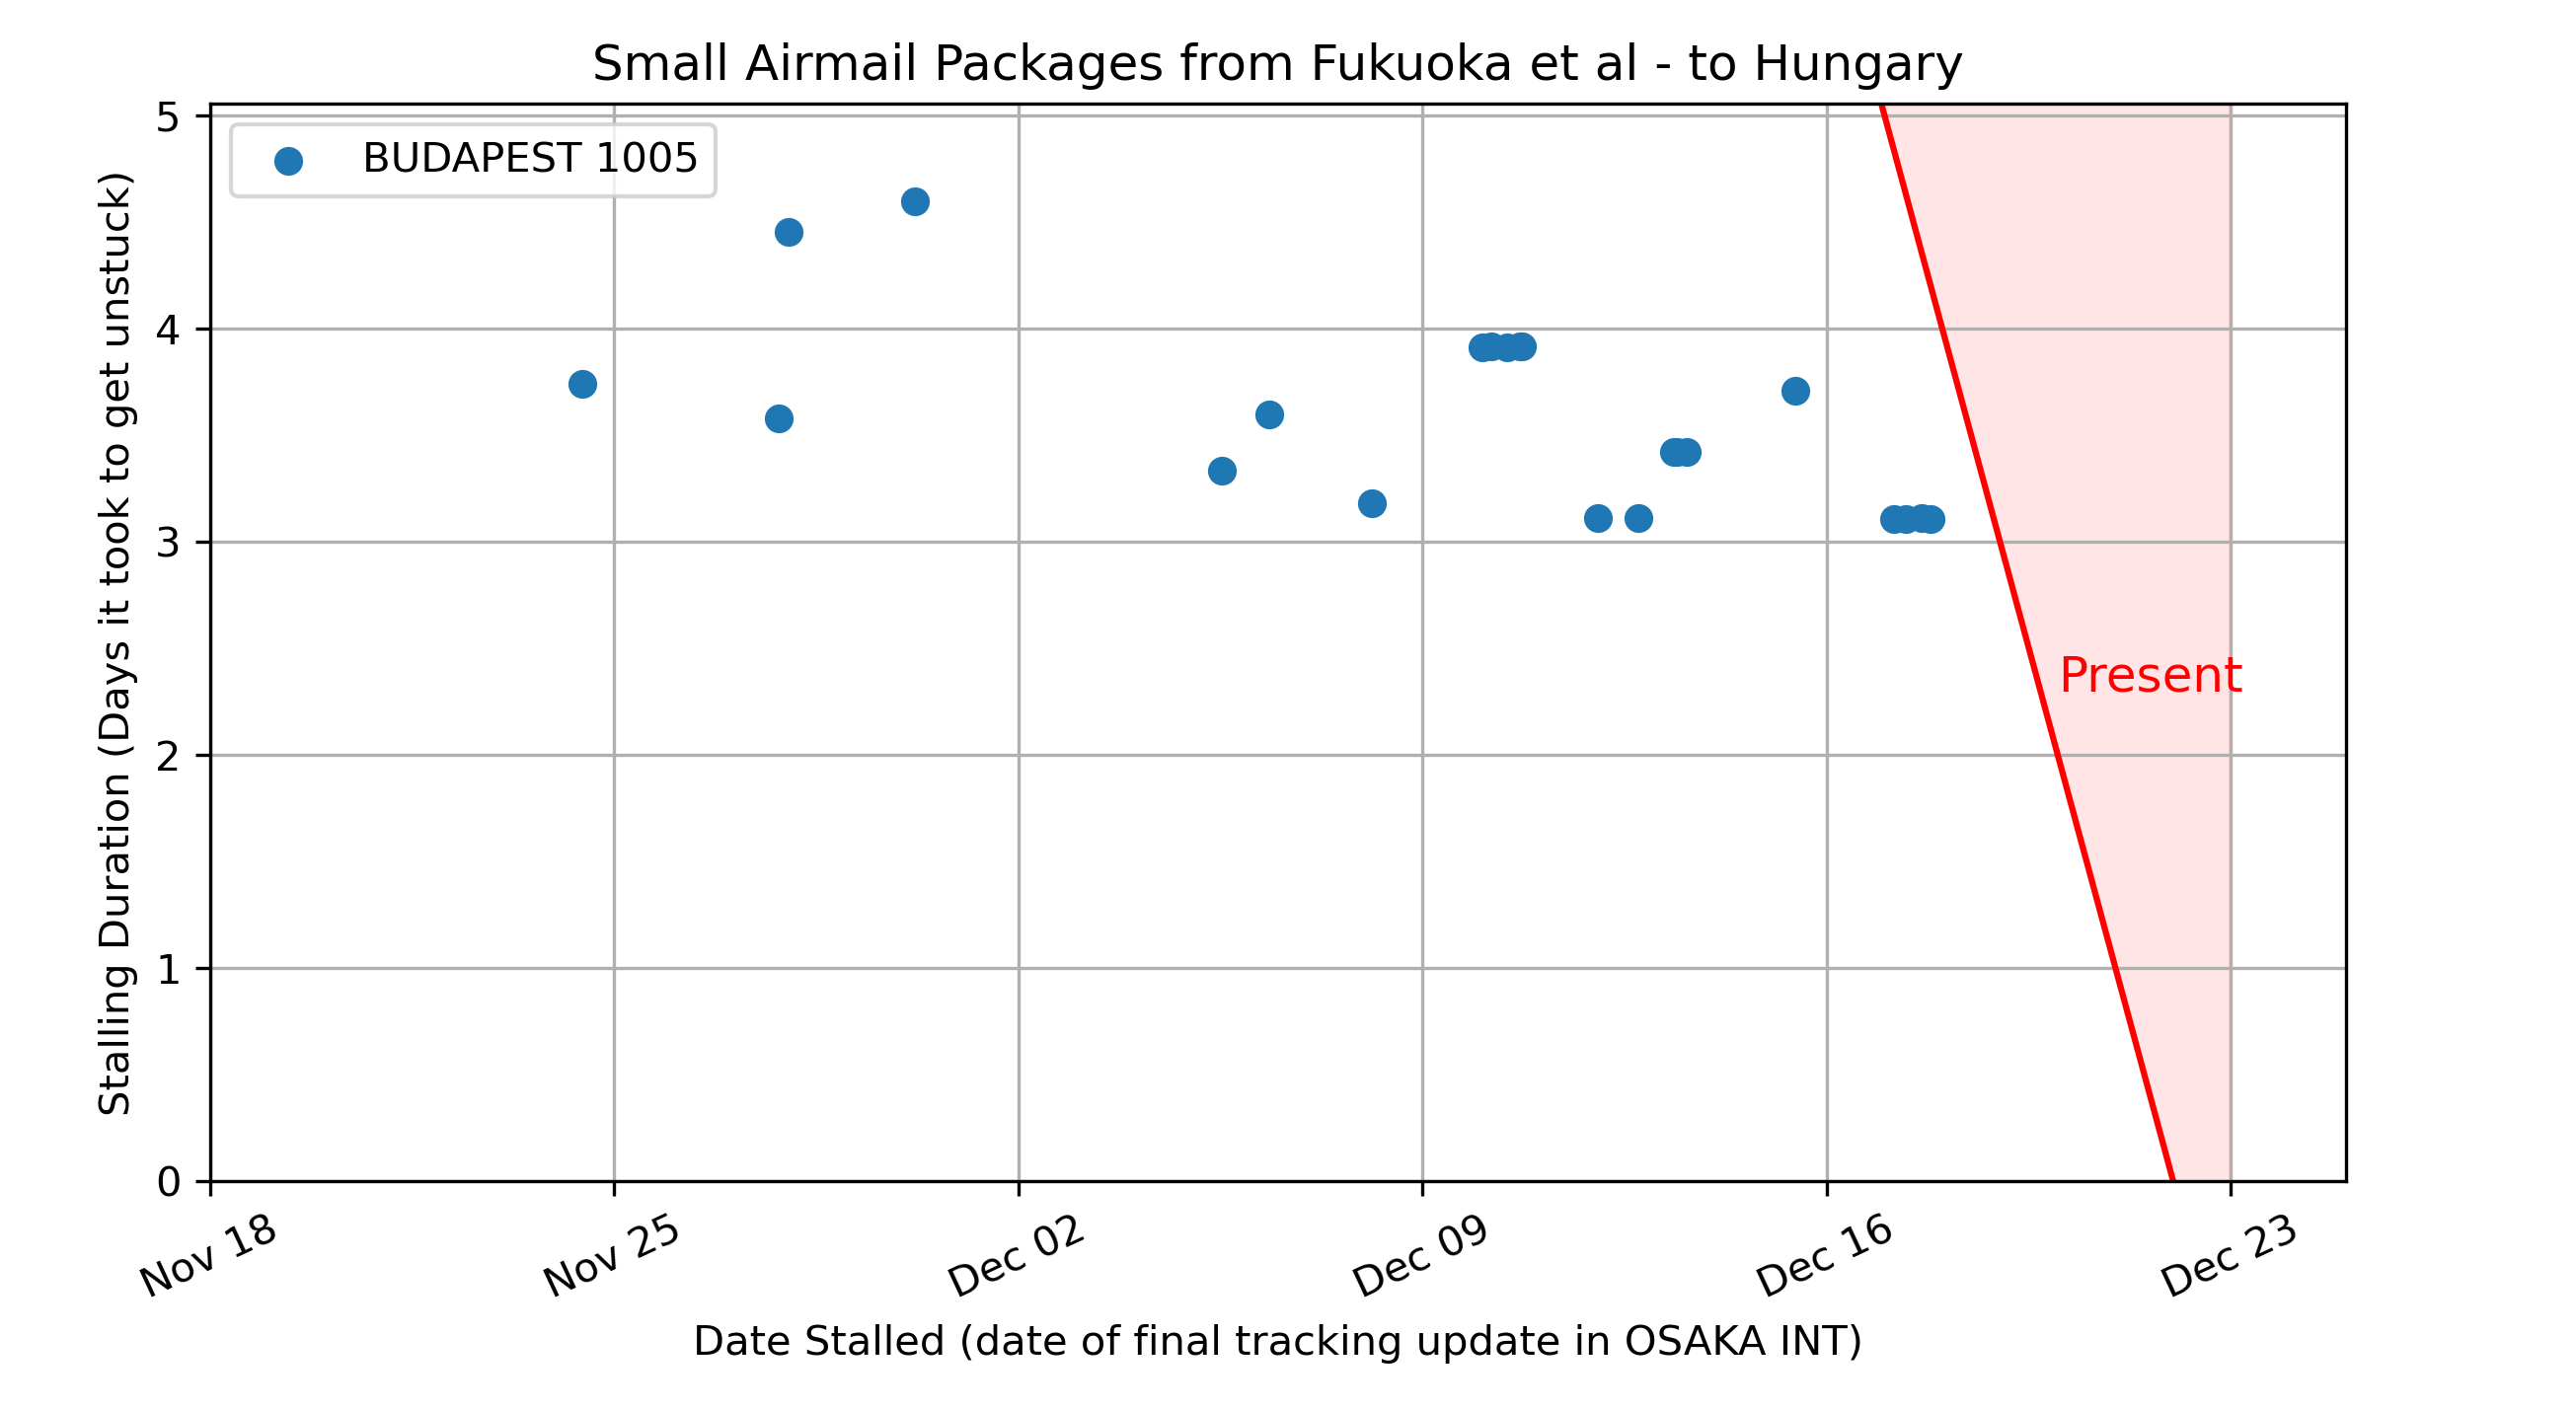 Small Airmail Packages from Fukuoka et al - to Hungary
BUDAPEST 1005
Stalling Duration (Days it took to get unstuck)
5
4
3
2
1
0
Present
Nov 18
Nov 25
Dec 02
Dec 09
Dec 16
Dec 23
Date Stalled (date of final tracking update in OSAKA INT)